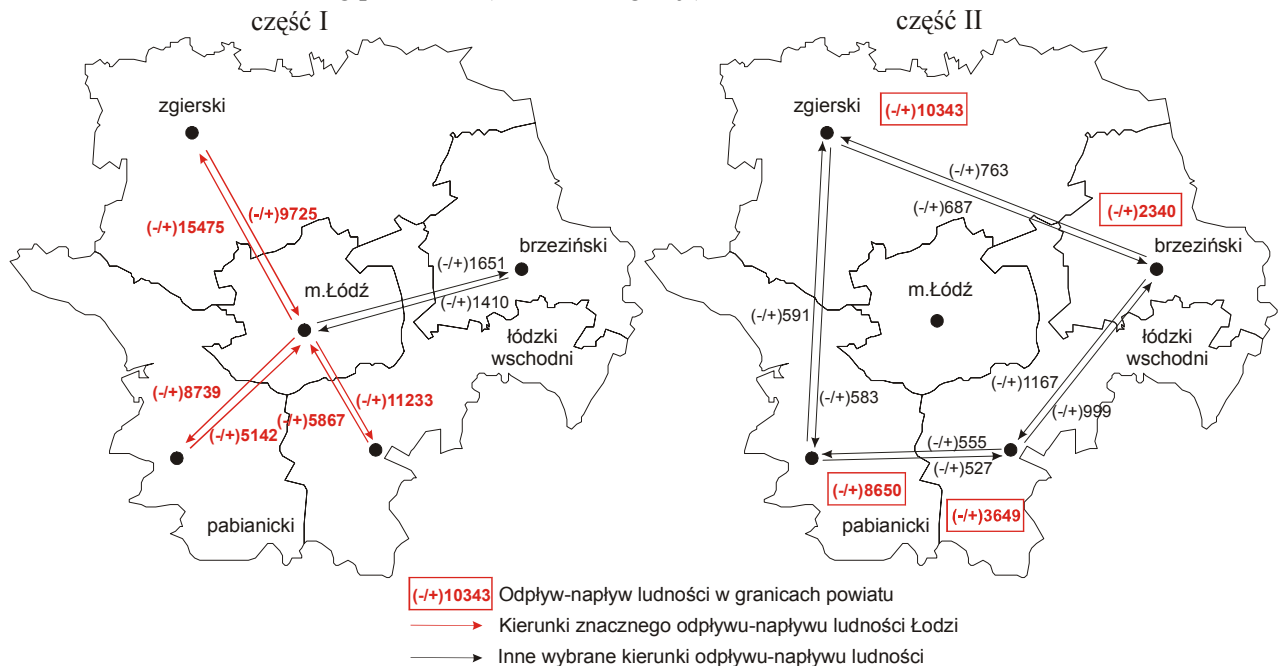 część I
zgierski
(-/+)9725
(-/+)15475
brzeziński
(-/+)1651
(-/+)1410
m.Łódź
łódzki
wschodni
(-/+)8739
(-/+)11233
(-/+)5867
(-/+)5142
pabianicki
część II
zgierski
(-/+)10343
(-/+)763
(-/+)687
(-/+)2340
brzeziński
m.Łódź
(-/+)591
łódzki
wschodni
(-/+)1167
(-/+)583
(-/+)999
(-/+)555
(-/+)527
(-/+)8650
(-/+)3649
pabianicki
(-/+)10343 Odpływ-napływ ludności w granicach powiatu
Kierunki znacznego odpływu-napływu ludności Łodzi
Inne wybrane kierunki odpływu-napływu ludności